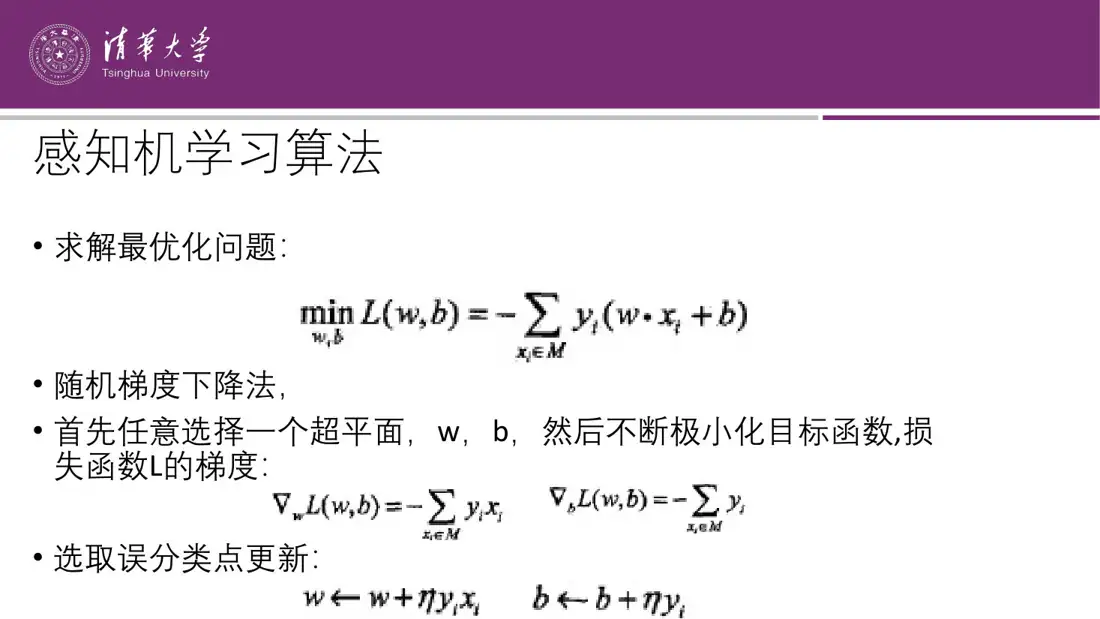 清华大学
Tsinghua University
感知机学习算法
• 求解最优化问题：
min L(w,b) = -∑ yᵢ(w • xᵢ + b)
w,b xᵢ∈M
• 随机梯度下降法，
• 首先任意选择一个超平面，w，b，然后不断极小化目标函数,损
失函数L的梯度：
∇wL(w,b) = -∑ yᵢxᵢ ∇bL(w,b) = -∑ yᵢ
xᵢ∈M xᵢ∈M
• 选取误分类点更新：
w ← w + ηyᵢxᵢ b ← b + ηyᵢ